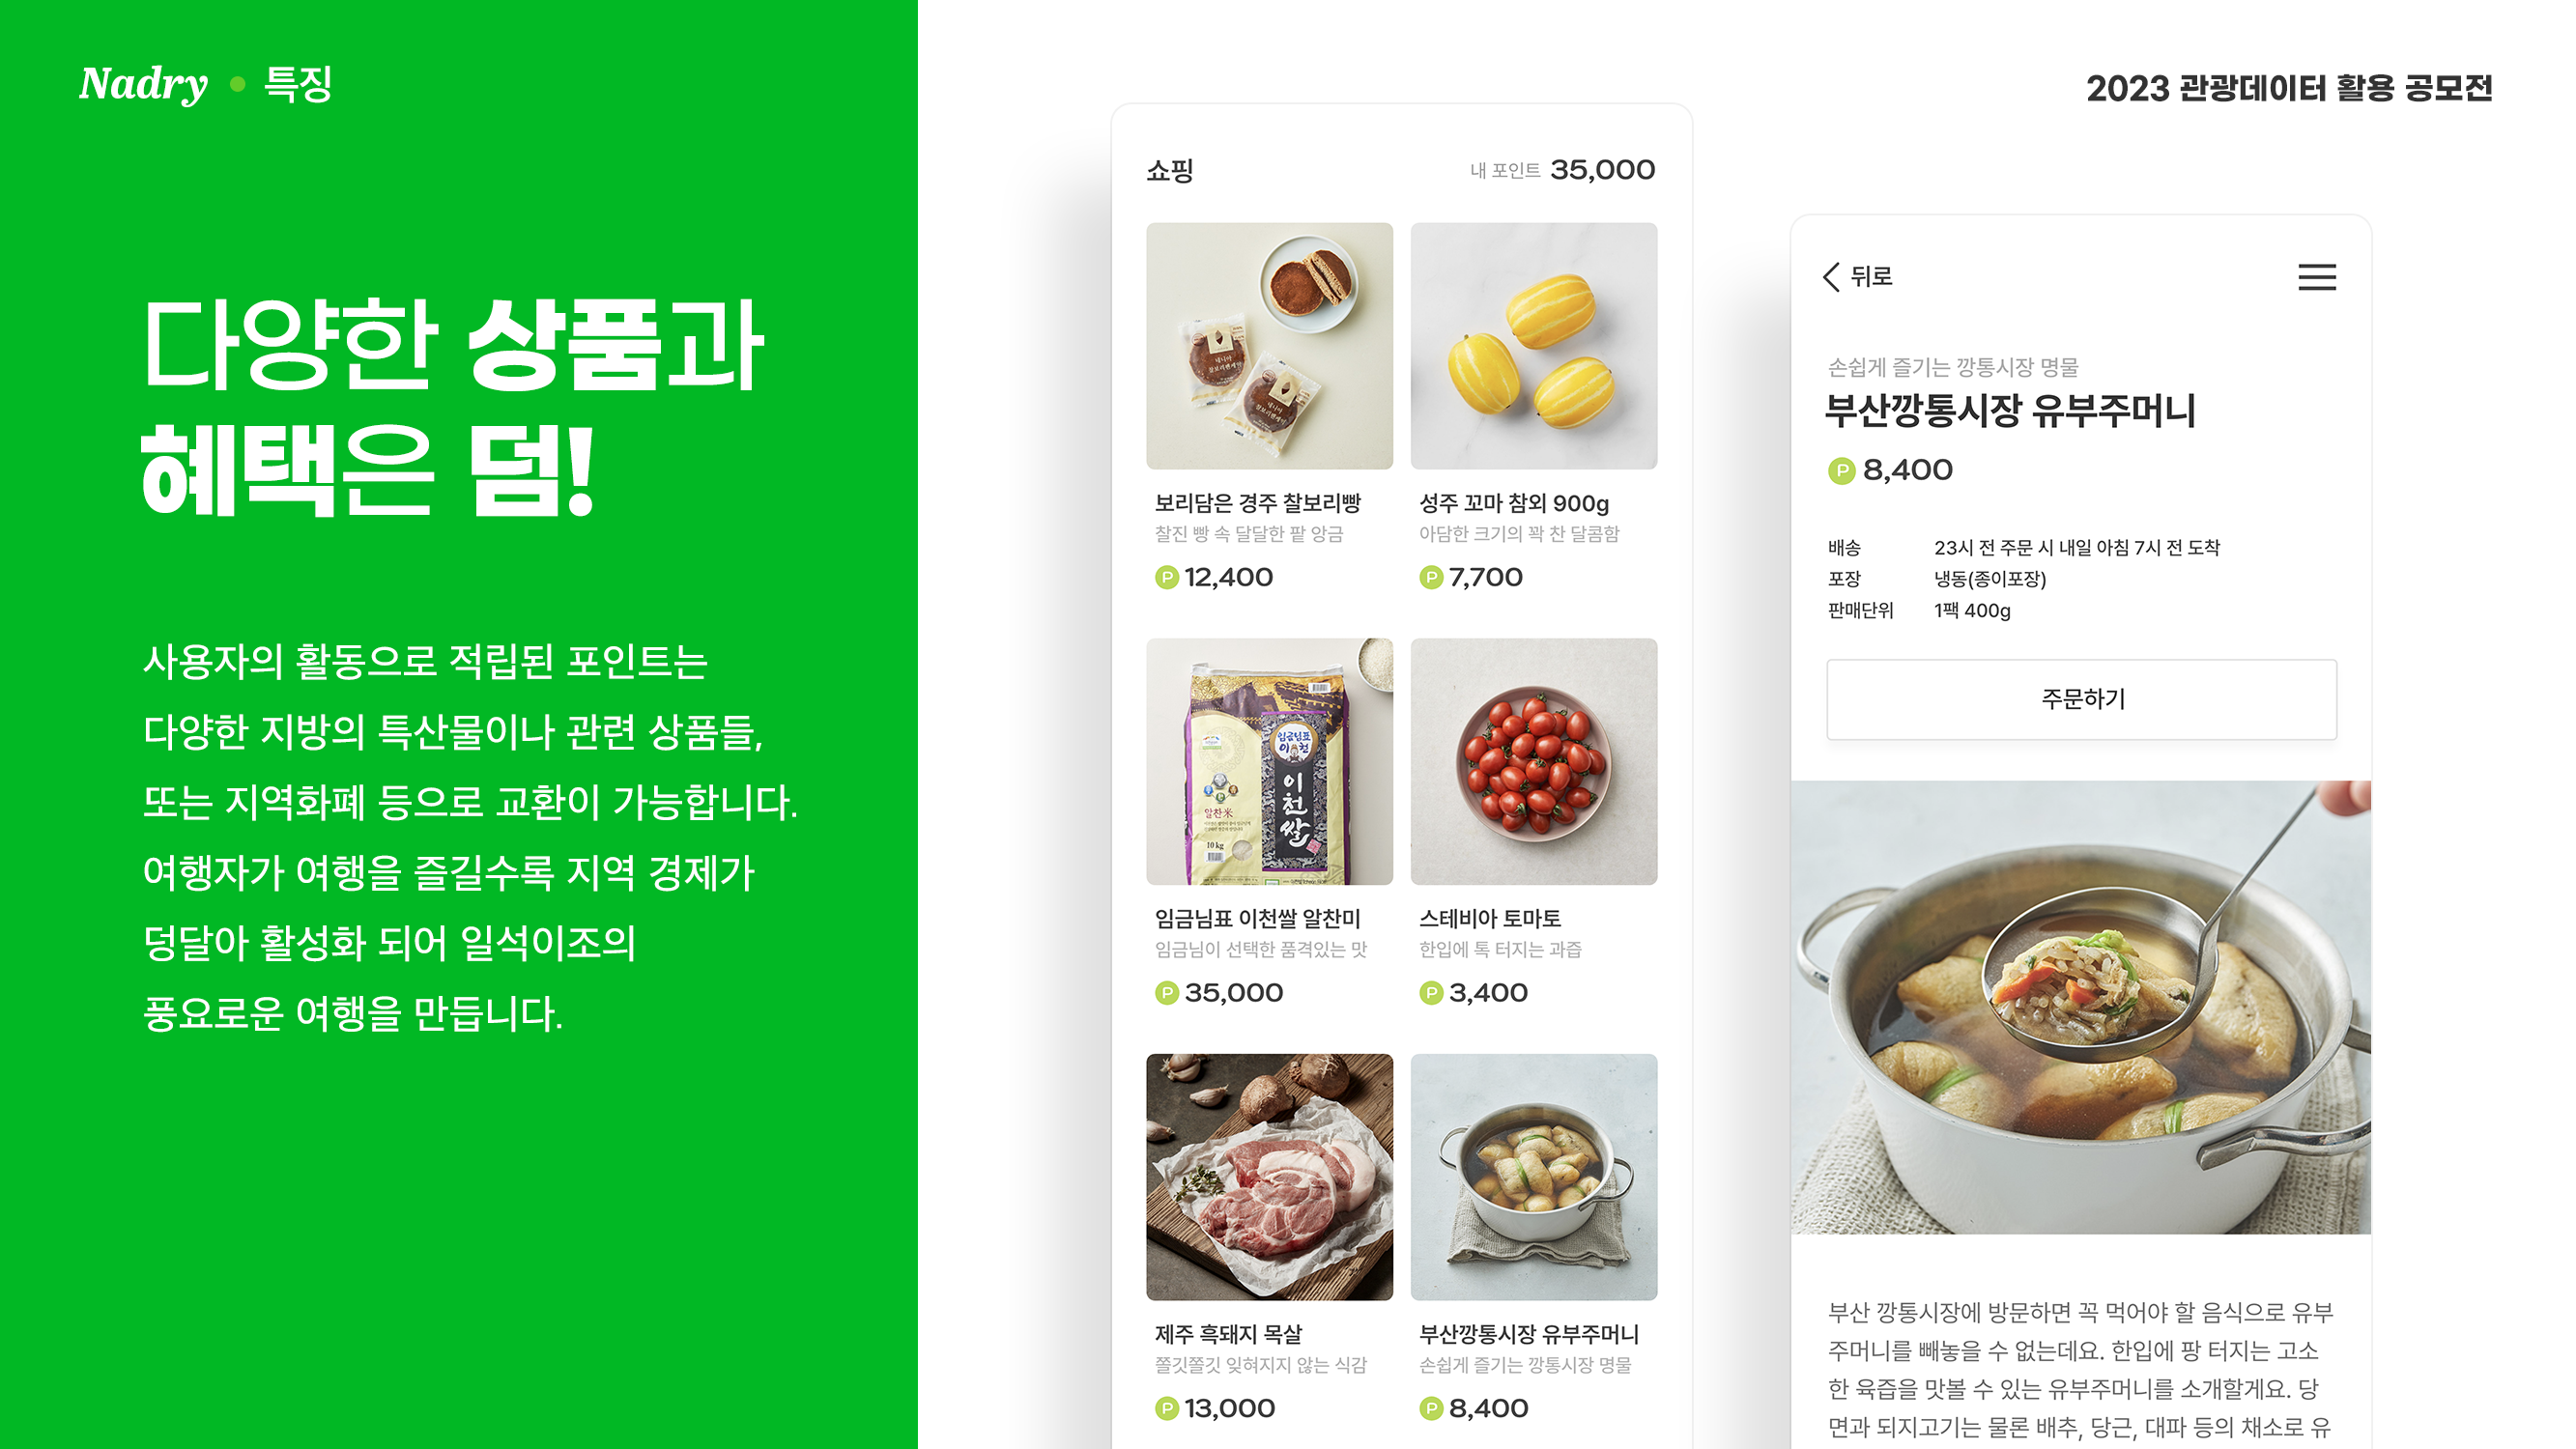 Nadry • 특징
2023 관광데이터 활용 공모전
다양한 상품과
혜택은 덤!
사용자의 활동으로 적립된 포인트는
다양한 지방의 특산물이나 관련 상품들,
또는 지역화폐 등으로 교환이 가능합니다.
여행자가 여행을 즐길수록 지역 경제가
덩달아 활성화 되어 일석이조의
풍요로운 여행을 만듭니다.
쇼핑
내 포인트 35,000
보리담은 경주 찰보리빵
찰진 빵 속 달달한 팥 앙금
P 12,400
성주 꼬마 참외 900g
아담한 크기의 꽉 찬 달콤함
P 7,700
임금님표
이천
이천쌀
알찬米
10kg
임금님표 이천쌀 알찬미
임금님이 선택한 품격있는 맛
P 35,000
스테비아 토마토
한입에 톡 터지는 과즙
P 3,400
제주 흑돼지 목살
쫄깃쫄깃 잊혀지지 않는 식감
P 13,000
부산깡통시장 유부주머니
손쉽게 즐기는 깡통시장 명물
P 8,400
뒤로
손쉽게 즐기는 깡통시장 명물
부산깡통시장 유부주머니
P 8,400
배송 23시 전 주문 시 내일 아침 7시 전 도착
포장 냉동(종이포장)
판매단위 1팩 400g
주문하기
부산 깡통시장에 방문하면 꼭 먹어야 할 음식으로 유부
주머니를 빼놓을 수 없는데요. 한입에 팡 터지는 고소
한 육즙을 맛볼 수 있는 유부주머니를 소개할게요. 당
면과 되지고기는 물론 배추, 당근, 대파 등의 채소로 유